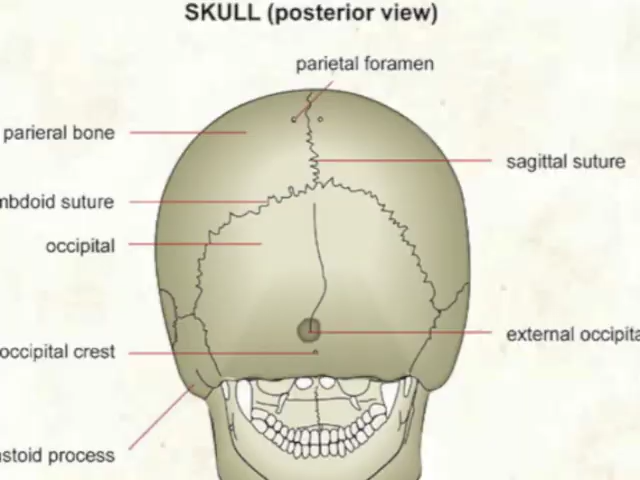 SKULL (posterior view)
parietal foramen
parieral bone
sagittal suture
mbdoid suture
occipital
external occipita
occipital crest
astoid process